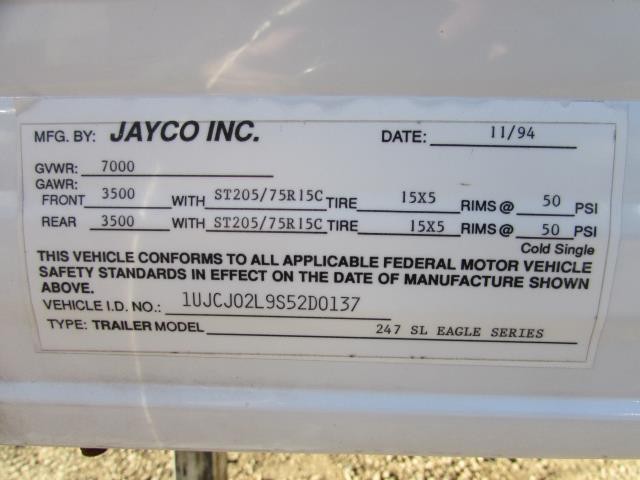 MFG. BY: JAYCO INC. DATE: 11/94
GVWR: 7000
GAWR:
FRONT 3500 WITH ST205/75R15C TIRE 15X5 RIMS @ 50 PSI
REAR 3500 WITH ST205/75R15C TIRE 15X5 RIMS @ 50 PSI
Cold Single
THIS VEHICLE CONFORMS TO ALL APPLICABLE FEDERAL MOTOR VEHICLE
SAFETY STANDARDS IN EFFECT ON THE DATE OF MANUFACTURE SHOWN
ABOVE.
VEHICLE I.D. NO.: 1UJCJ02L9S52D0137
TYPE: TRAILER MODEL 247 SL EAGLE SERIES